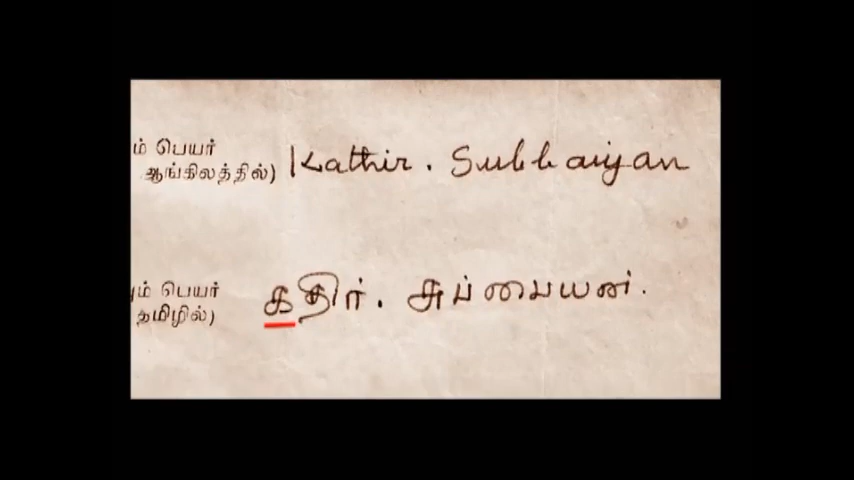 ம் பெயர்
ஆங்கிலத்தில்) Kathir . Subbaiyan
ம் பெயர்
தமிழில்) கதிர் . சுப்பையன் .